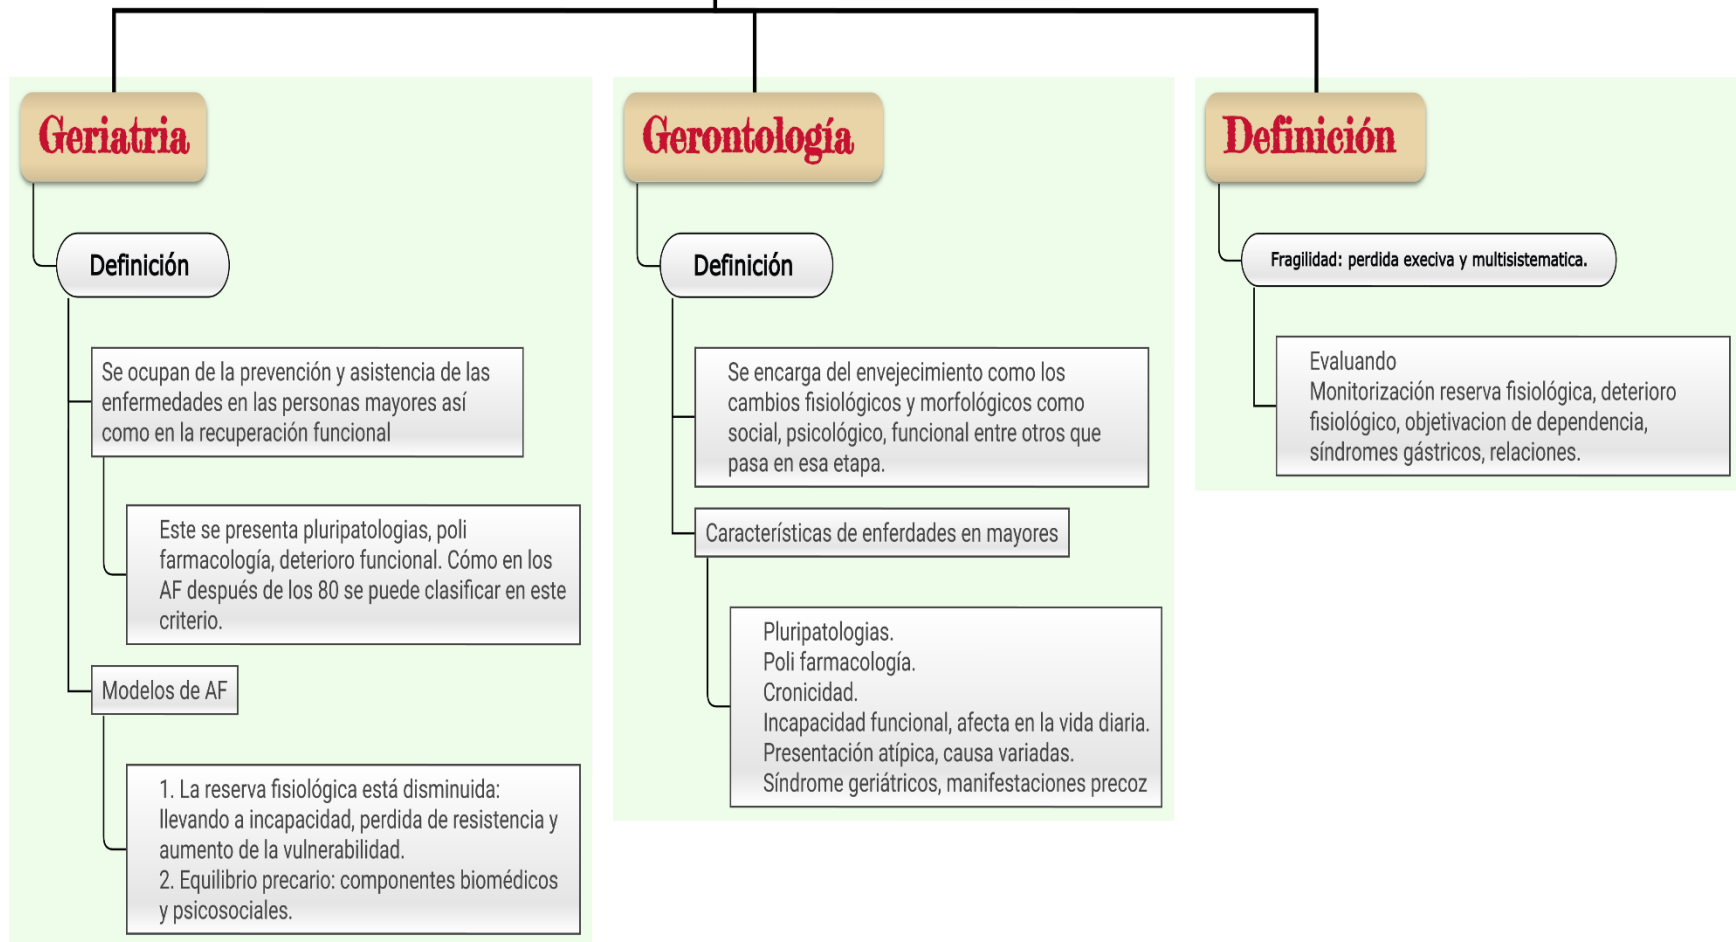 Geriatria
Definición
Se ocupan de la prevención y asistencia de las
enfermedades en las personas mayores así
como en la recuperación funcional
Este se presenta pluripatologias, poli
farmacología, deterioro funcional. Cómo en los
AF después de los 80 se puede clasificar en este
criterio.
Modelos de AF
1. La reserva fisiológica está disminuida:
llevando a incapacidad, perdida de resistencia y
aumento de la vulnerabilidad.
2. Equilibrio precario: componentes biomédicos
y psicosociales.
Gerontología
Definición
Se encarga del envejecimiento como los
cambios fisiológicos y morfológicos como
social, psicológico, funcional entre otros que
pasa en esa etapa.
Características de enferdades en mayores
Pluripatologias.
Poli farmacología.
Cronicidad.
Incapacidad funcional, afecta en la vida diaria.
Presentación atípica, causa variadas.
Síndrome geriátricos, manifestaciones precoz
Definición
Fragilidad: perdida execiva y multisistematica.
Evaluando
Monitorización reserva fisiológica, deterioro
fisiológico, objetivacion de dependencia,
síndromes gástricos, relaciones.